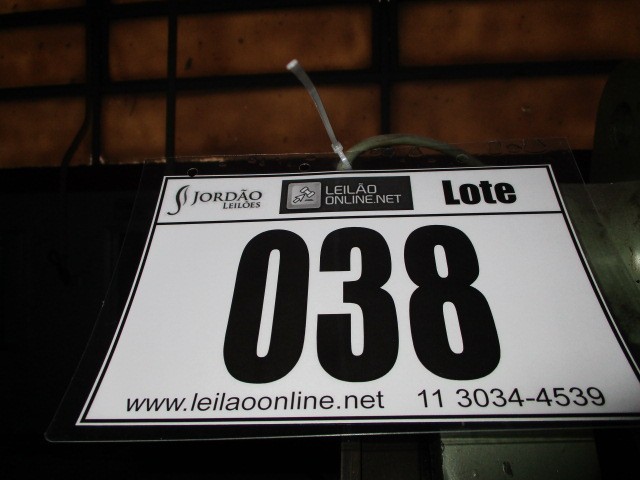 JORDÃO LEILÕES LEILÃO ONLINE.NET Lote
038
www.leilaoonline.net 11 3034-4539